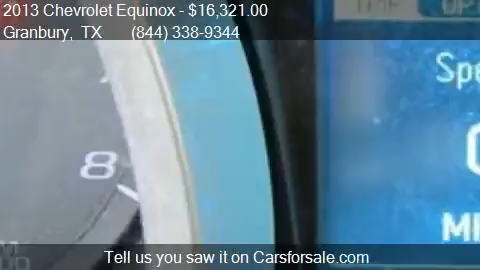 2013 Chevrolet Equinox - $16,321.00
Granbury, TX (844) 338-9344
TEMP
Spe
8
MI
Tell us you saw it on Carsforsale.com